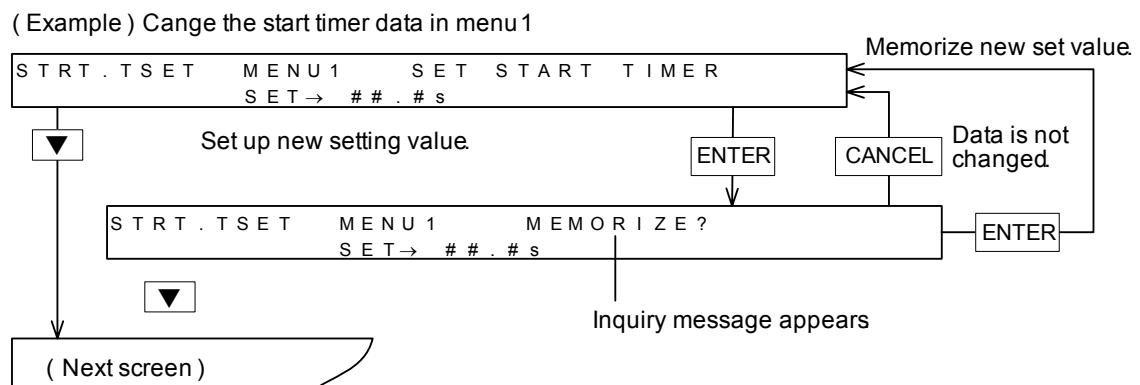 ( Example ) Cange the start timer data in menu 1
Memorize new set value.
STRT.TSET MENU1 SET START TIMER
SET→ ##.#s
▼
Set up new setting value.
ENTER
CANCEL
Data is not
changed.
STRT.TSET MENU1 MEMORIZE?
SET→ ##.#s
ENTER
▼
Inquiry message appears
( Next screen )